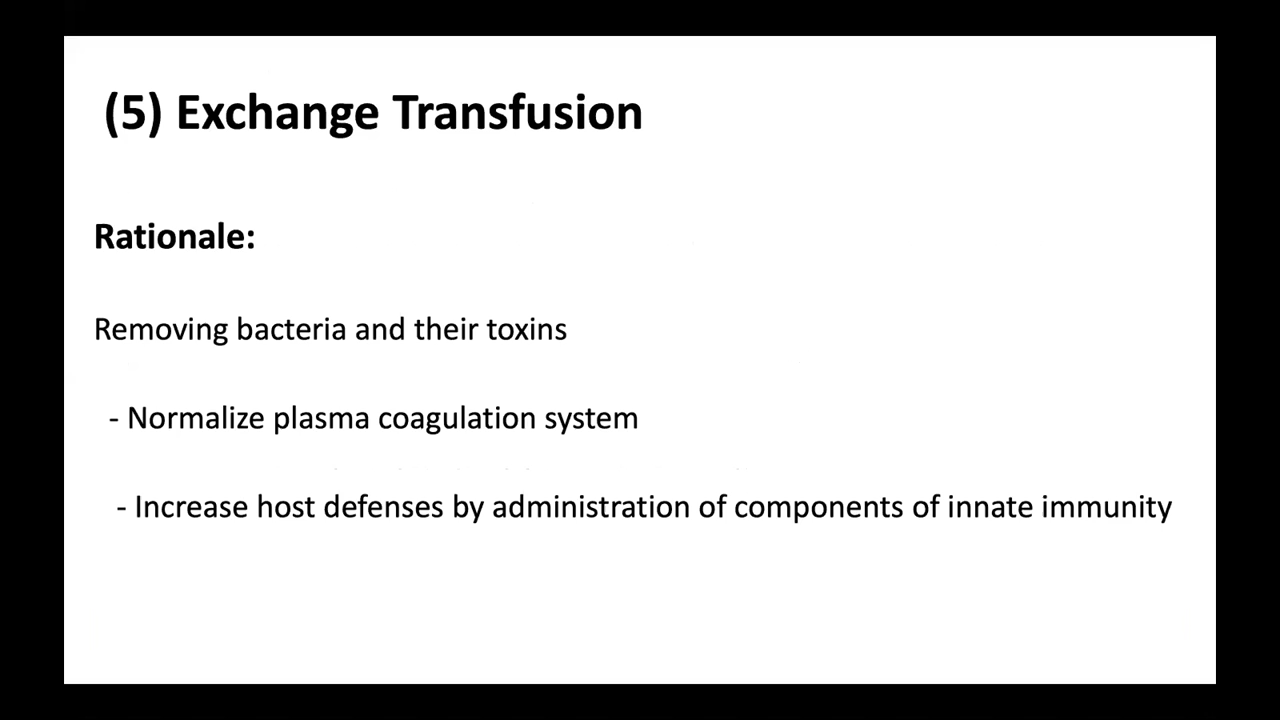 (5) Exchange Transfusion
Rationale:
Removing bacteria and their toxins
- Normalize plasma coagulation system
- Increase host defenses by administration of components of innate immunity